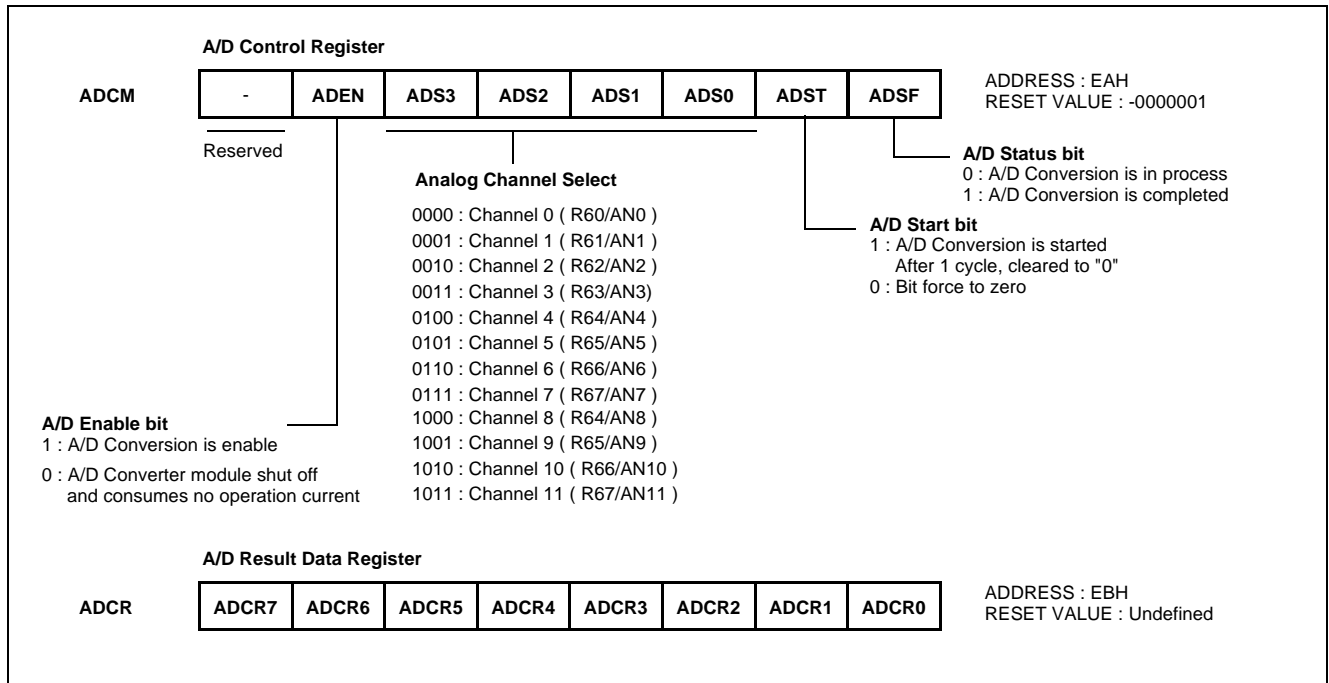 A/D Control Register
ADCM - ADEN ADS3 ADS2 ADS1 ADS0 ADST ADSF
ADDRESS : EAH
RESET VALUE : -0000001
Reserved
Analog Channel Select
0000 : Channel 0 ( R60/AN0 )
0001 : Channel 1 ( R61/AN1 )
0010 : Channel 2 ( R62/AN2 )
0011 : Channel 3 ( R63/AN3)
0100 : Channel 4 ( R64/AN4 )
0101 : Channel 5 ( R65/AN5 )
0110 : Channel 6 ( R66/AN6 )
0111 : Channel 7 ( R67/AN7 )
1000 : Channel 8 ( R64/AN8 )
1001 : Channel 9 ( R65/AN9 )
1010 : Channel 10 ( R66/AN10 )
1011 : Channel 11 ( R67/AN11 )
A/D Status bit
0 : A/D Conversion is in process
1 : A/D Conversion is completed
A/D Start bit
1 : A/D Conversion is started
After 1 cycle, cleared to "0"
0 : Bit force to zero
A/D Enable bit
1 : A/D Conversion is enable
0 : A/D Converter module shut off
and consumes no operation current
A/D Result Data Register
ADCR ADCR7 ADCR6 ADCR5 ADCR4 ADCR3 ADCR2 ADCR1 ADCR0
ADDRESS : EBH
RESET VALUE : Undefined